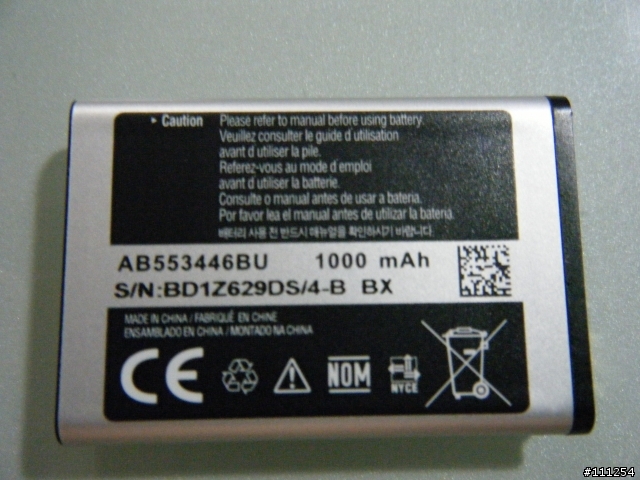 ▸ Caution Please refer to manual before using battery.
Veuillez consulter le guide d utilisation
avant d utiliser la pile.
Referez-vous au mode d emploi
avant d utiliser la batterie.
Consulte o manual antes de usar a bateria.
Por favor lea el manual antes de utilizar la bateria.
배터리 사용 전 반드시 매뉴얼을 확인하시기 바랍니다.
AB553446BU 1000 mAh
S/N:BD1Z629DS/4-B BX
MADE IN CHINA / FABRIQUÉ EN CHINE
ENSAMBLADO EN CHINA / MONTADO NA CHINA
CE
NOM
NYCE
#111254